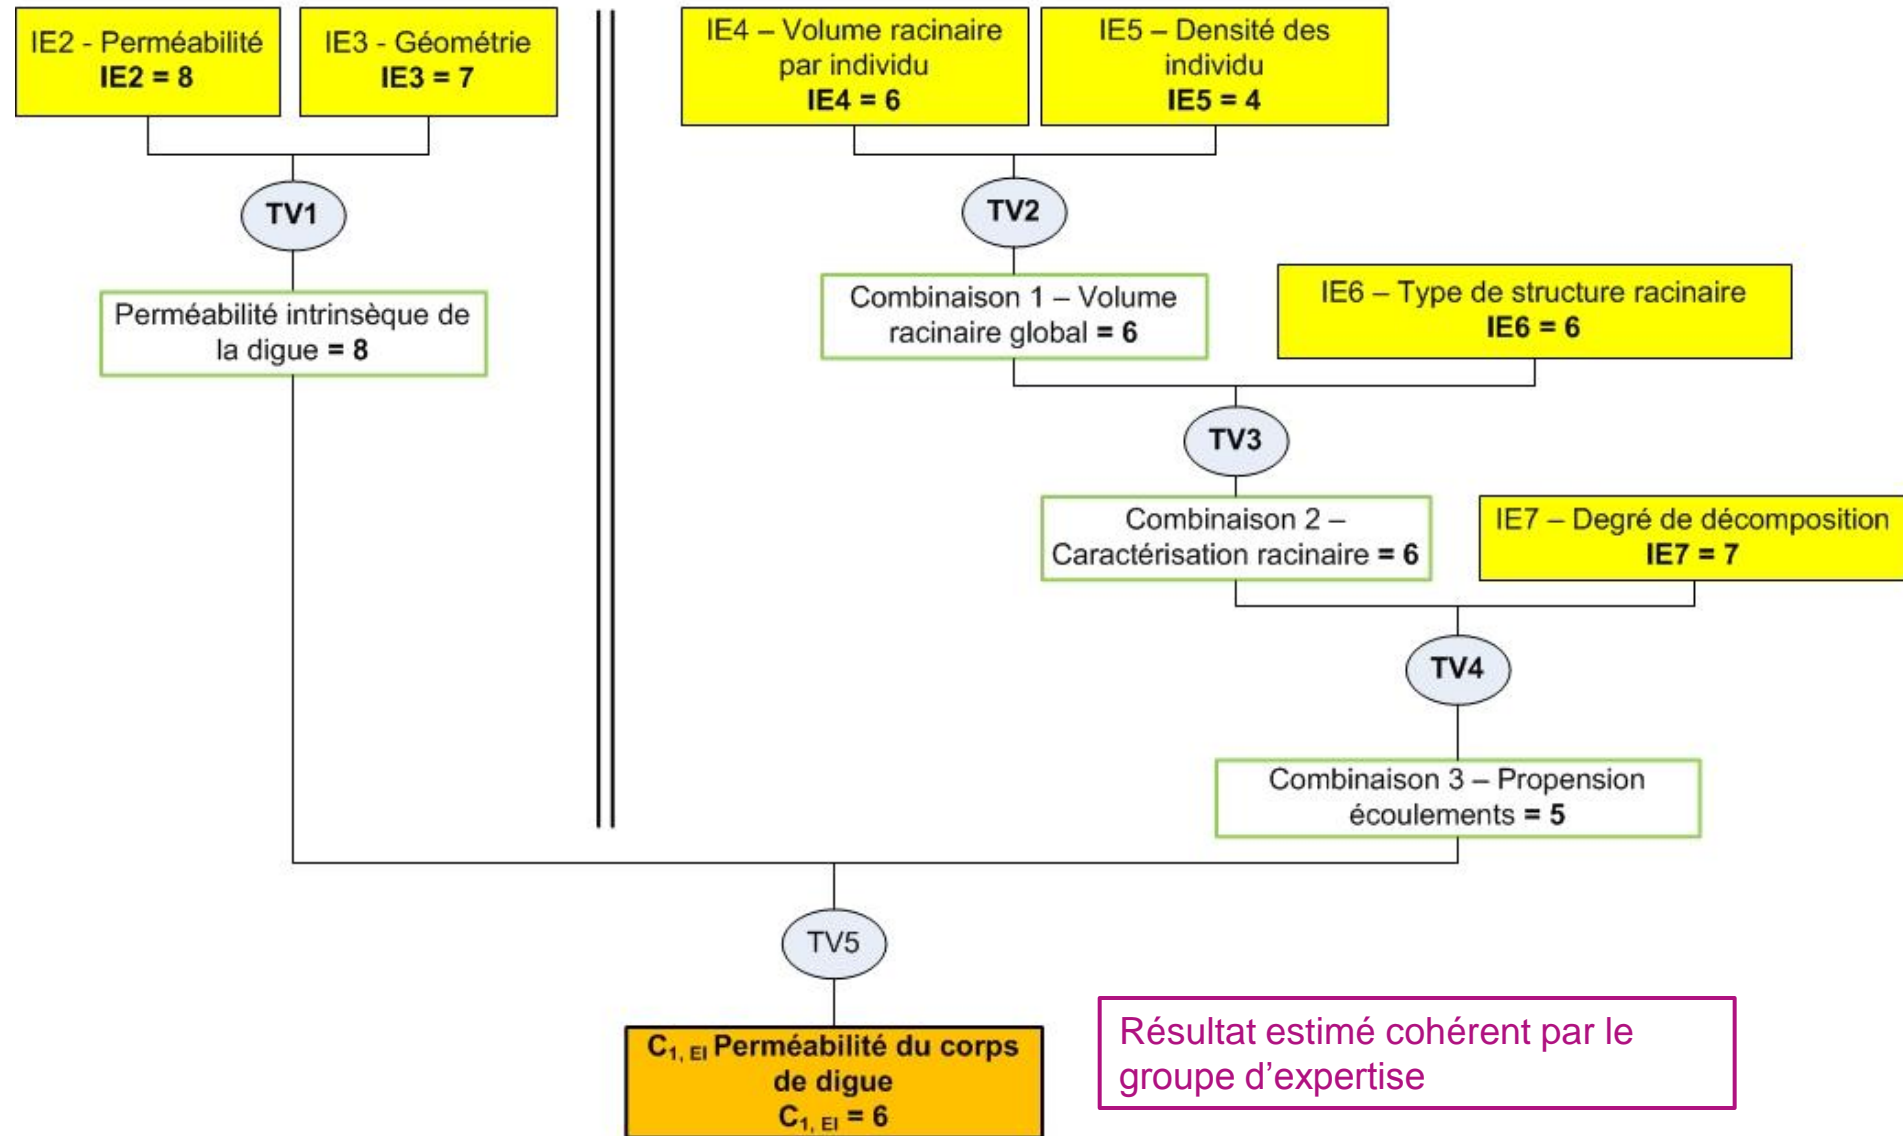 IE2 - Perméabilité
IE2 = 8
IE3 - Géométrie
IE3 = 7
IE4 – Volume racinaire
par individu
IE4 = 6
IE5 – Densité des
individu
IE5 = 4
TV1
TV2
Perméabilité intrinsèque de
la digue = 8
Combinaison 1 – Volume
racinaire global = 6
IE6 – Type de structure racinaire
IE6 = 6
TV3
Combinaison 2 –
Caractérisation racinaire = 6
IE7 – Degré de décomposition
IE7 = 7
TV4
Combinaison 3 – Propension
écoulements = 5
TV5
C1, EI Perméabilité du corps
de digue
C1, EI = 6
Résultat estimé cohérent par le
groupe d’expertise